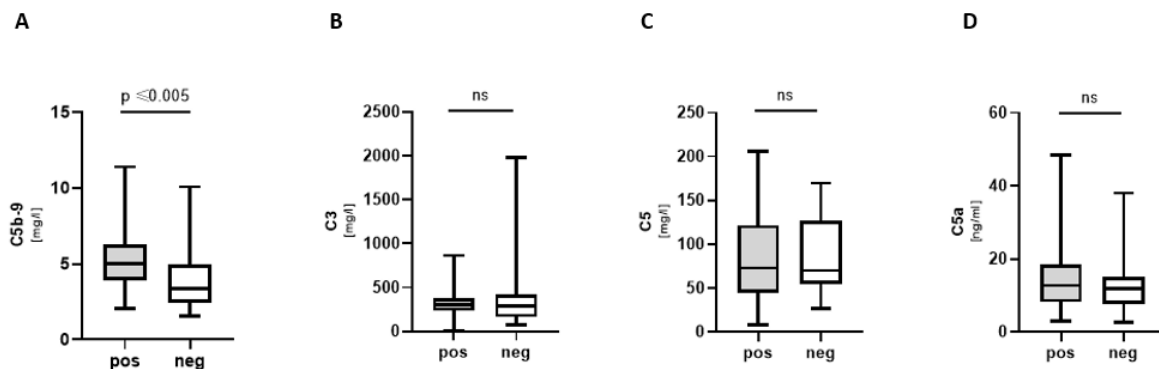 A
B
C
D
p ⩽0.005
15
10
5
0
C5b-9
[mg/l]
pos neg
ns
2500
2000
1500
1000
500
0
C3
[mg/l]
pos neg
ns
250
200
150
100
50
0
C5
[mg/l]
pos neg
ns
60
40
20
0
C5a
[ng/ml]
pos neg